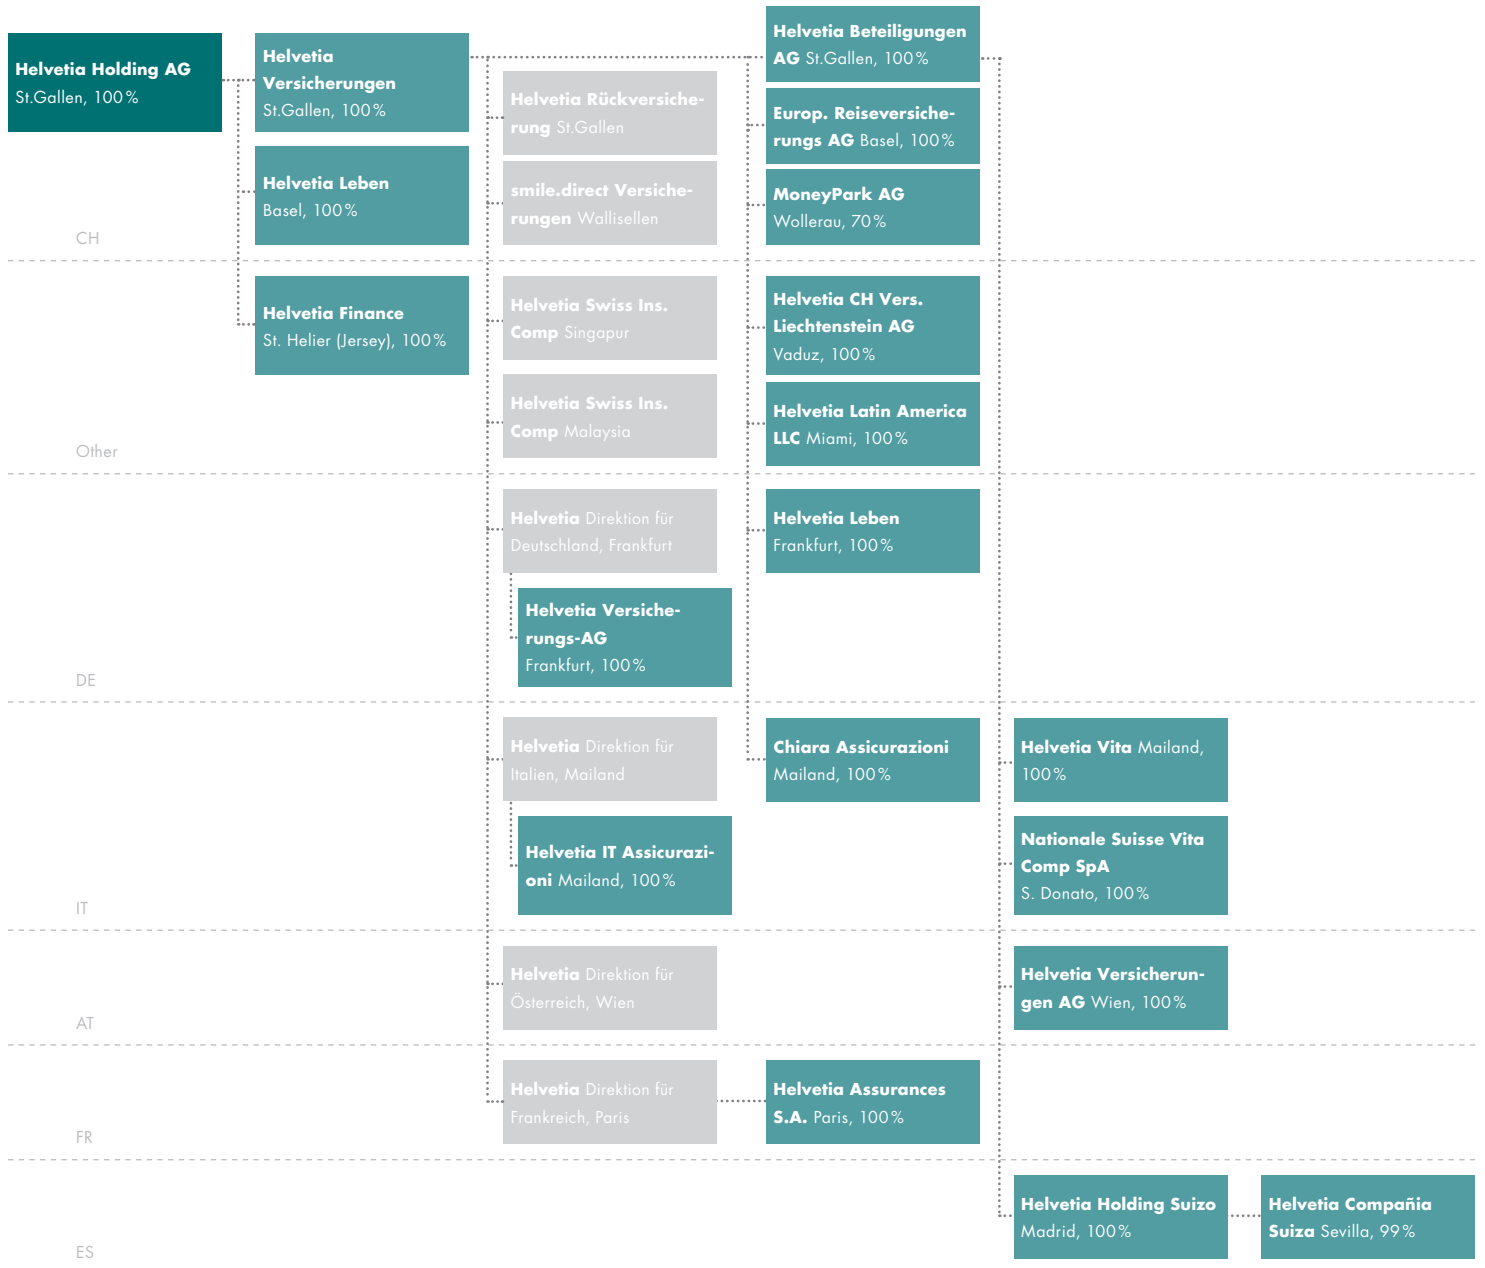 Helvetia Holding AG
St.Gallen, 100%
Helvetia
Versicherungen
St.Gallen, 100%
Helvetia Leben
Basel, 100%
Helvetia Rückversiche-
rung St.Gallen
smile.direct Versiche-
rungen Wallisellen
Helvetia Beteiligungen
AG St.Gallen, 100%
Europ. Reiseversiche-
rungs AG Basel, 100%
MoneyPark AG
Wollerau, 70%
CH
Helvetia Finance
St. Helier (Jersey), 100%
Helvetia Swiss Ins.
Comp Singapur
Helvetia Swiss Ins.
Comp Malaysia
Helvetia CH Vers.
Liechtenstein AG
Vaduz, 100%
Helvetia Latin America
LLC Miami, 100%
Other
Helvetia Direktion für
Deutschland, Frankfurt
Helvetia Versiche-
rungs-AG
Frankfurt, 100%
Helvetia Leben
Frankfurt, 100%
DE
Helvetia Direktion für
Italien, Mailand
Helvetia IT Assicurazi-
oni Mailand, 100%
Chiara Assicurazioni
Mailand, 100%
Helvetia Vita Mailand,
100%
Nationale Suisse Vita
Comp SpA
S. Donato, 100%
IT
Helvetia Direktion für
Österreich, Wien
Helvetia Versicherun-
gen AG Wien, 100%
AT
Helvetia Direktion für
Frankreich, Paris
Helvetia Assurances
S.A. Paris, 100%
FR
Helvetia Holding Suizo
Madrid, 100%
Helvetia Compañia
Suiza Sevilla, 99%
ES